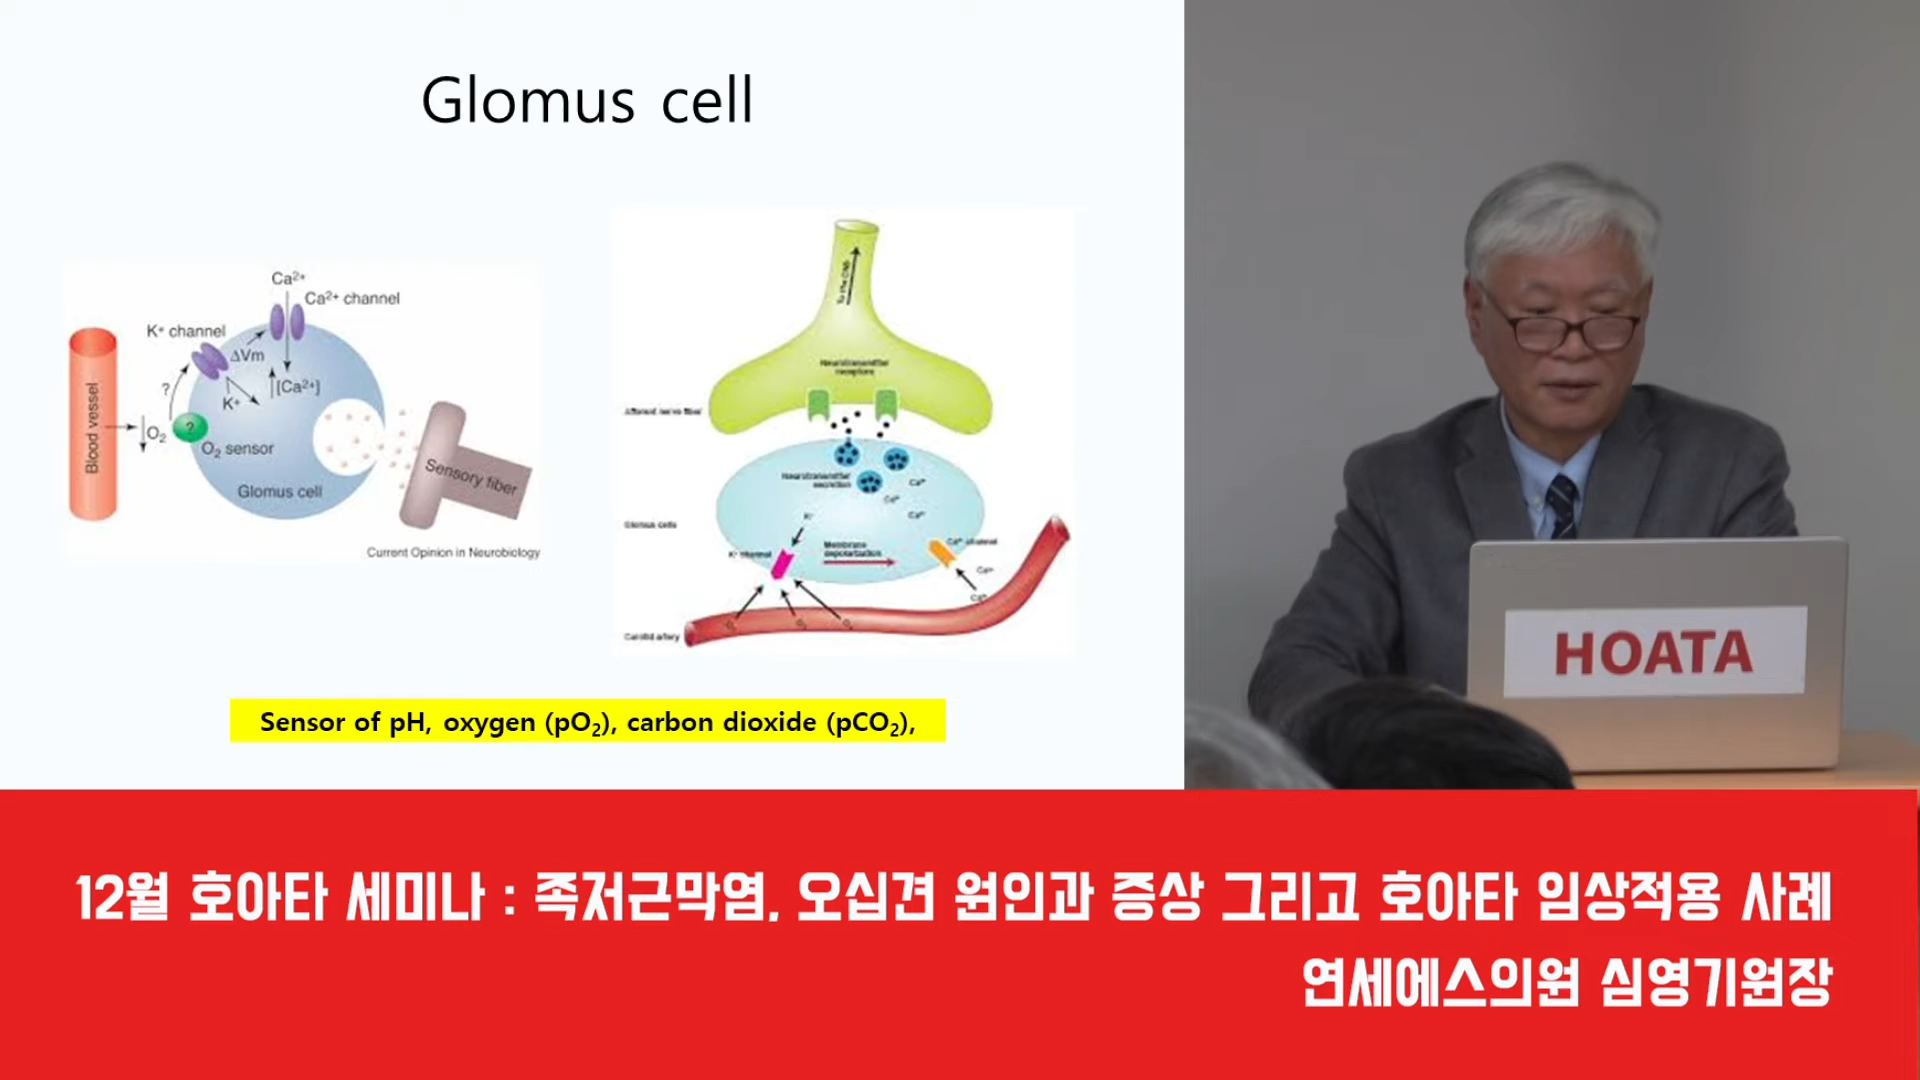 Glomus cell
Ca2+
Ca2+ channel
K+ channel
ΔVm
?
[Ca2+]
K+
Blood vessel
O2
?
O2 sensor
Sensory fiber
Glomus cell
Current Opinion in Neurobiology
To the CNS
Neurotransmitter
receptors
Afferent nerve fiber
Neurotransmitter
secretion
Glomus cells
K+ channel
Membrane
depolarization
Ca2+ channel
Carotid artery
Sensor of pH, oxygen (pO2), carbon dioxide (pCO2),
HOATA
12월 호아타 세미나 : 족저근막염, 오십견 원인과 증상 그리고 호아타 임상적용 사례
연세에스의원 심영기원장